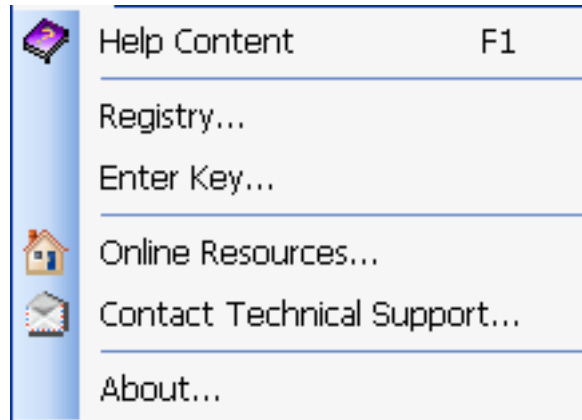 Help Content F1
Registry...
Enter Key...
Online Resources...
Contact Technical Support...
About...